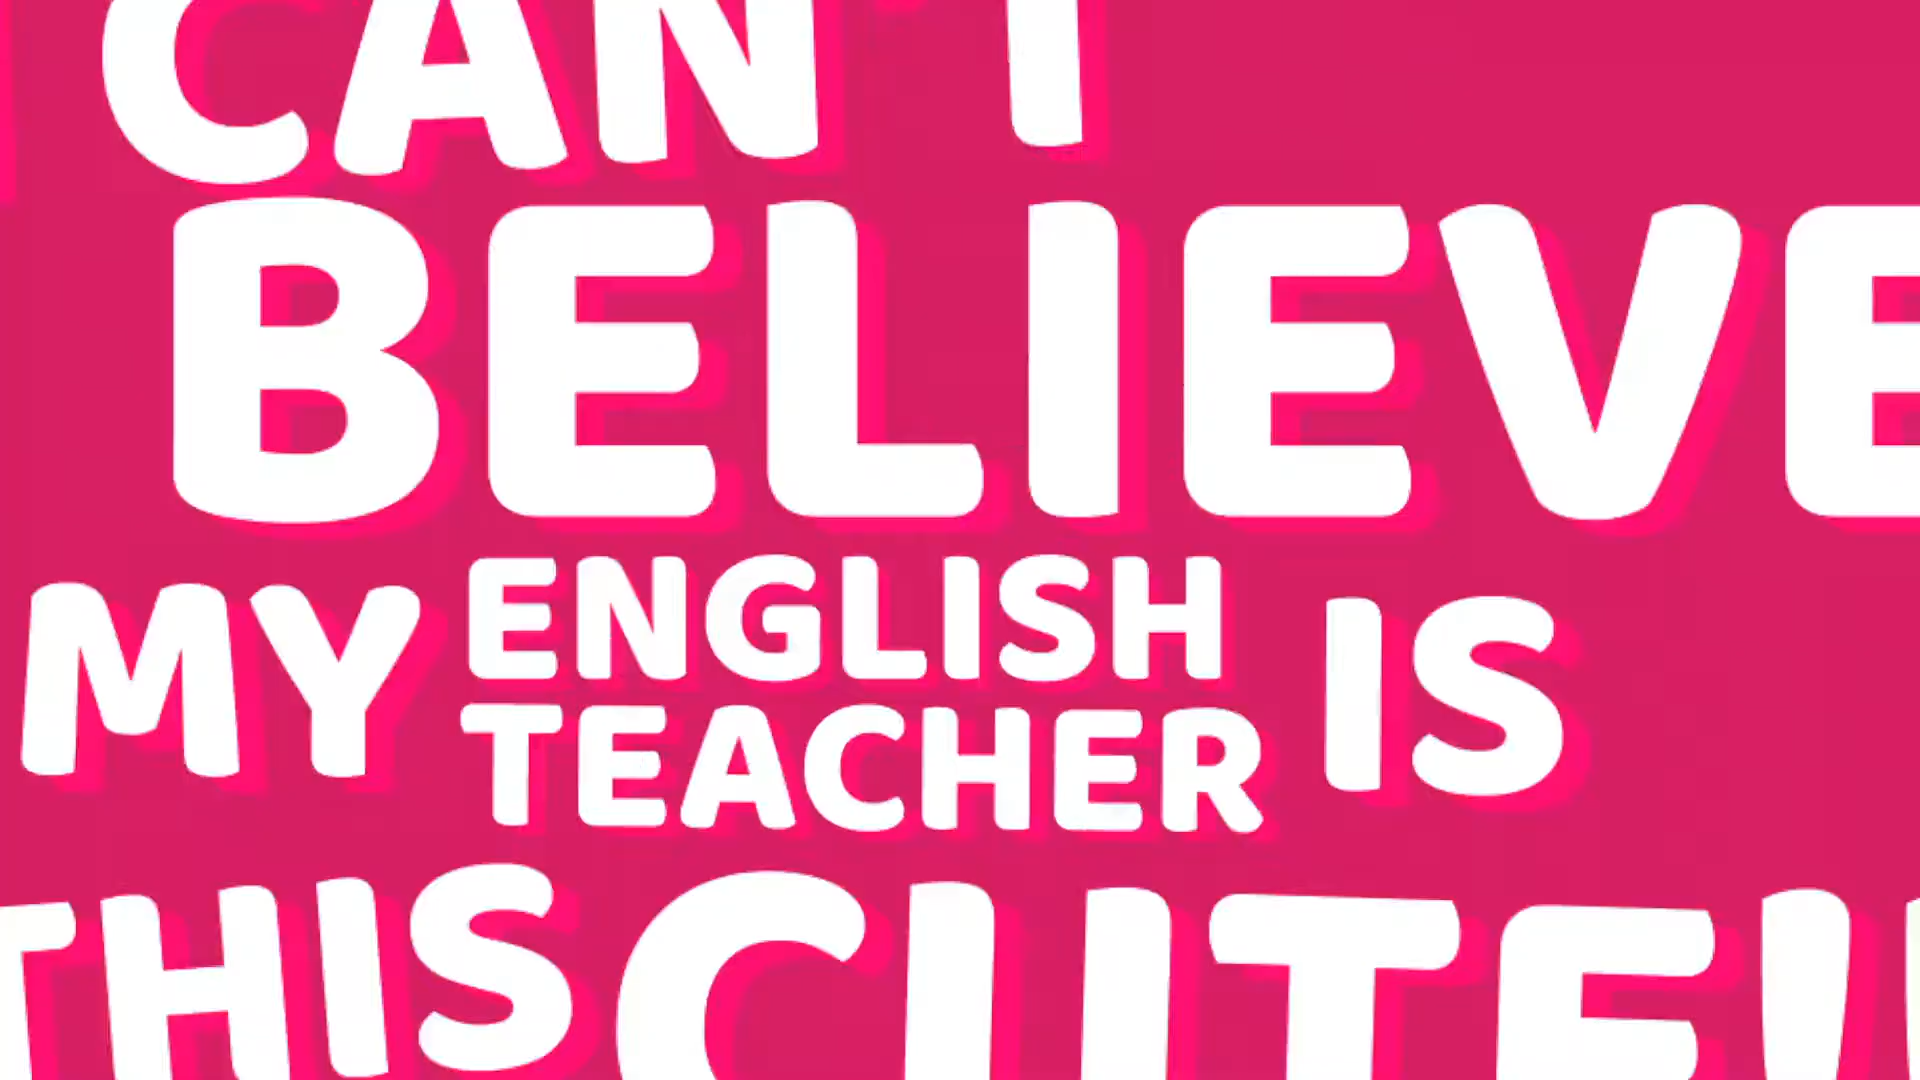 CAN'T
BELIEVE
MY ENGLISH TEACHER IS
THIS CUTE!!